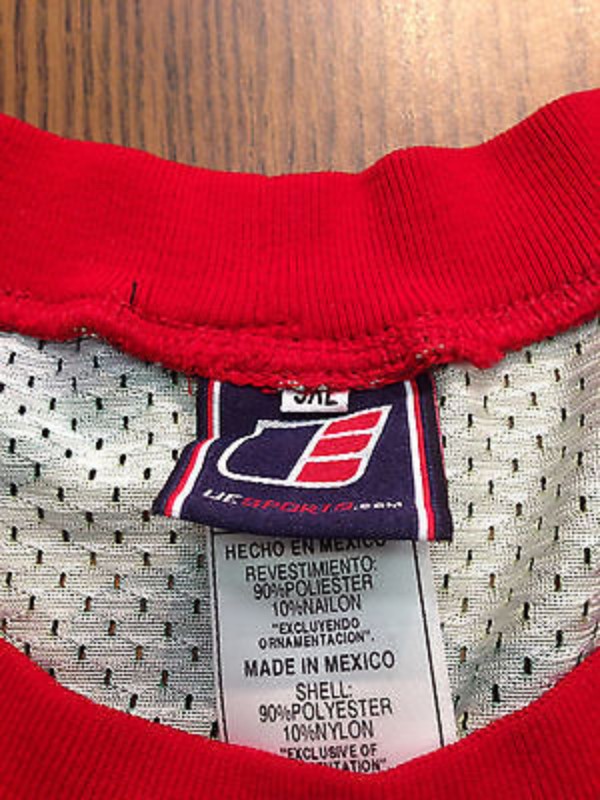 HECHO EN MEXICO
REVESTIMIENTO:
90%POLIESTER
10%NAILON
"EXCLUYENDO
ORNAMENTACION".
MADE IN MEXICO
SHELL:
90%POLYESTER
10%NYLON
"EXCLUSIVE OF